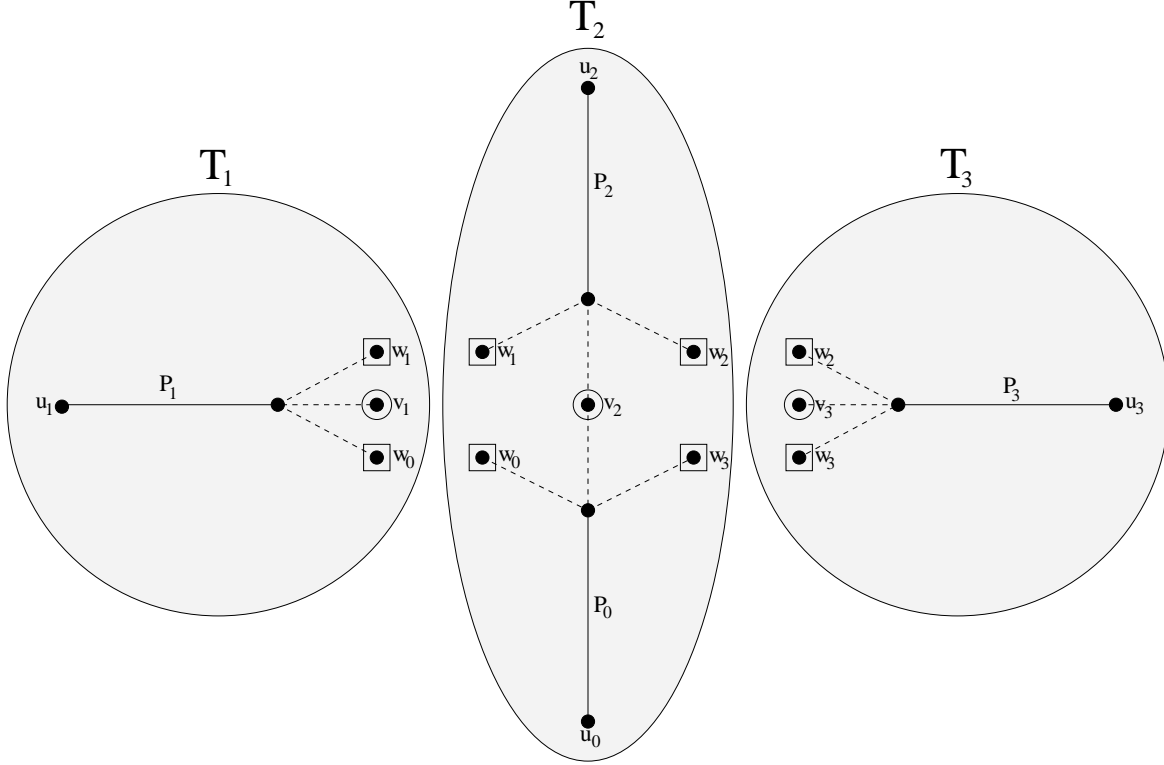 T₂
u₂
T₁
T₃
P₂
w₁
w₁
w₂
w₂
P₁
P₃
u₁
v₁
v₂
v₃
u₃
w₀
w₀
w₃
w₃
P₀
u₀